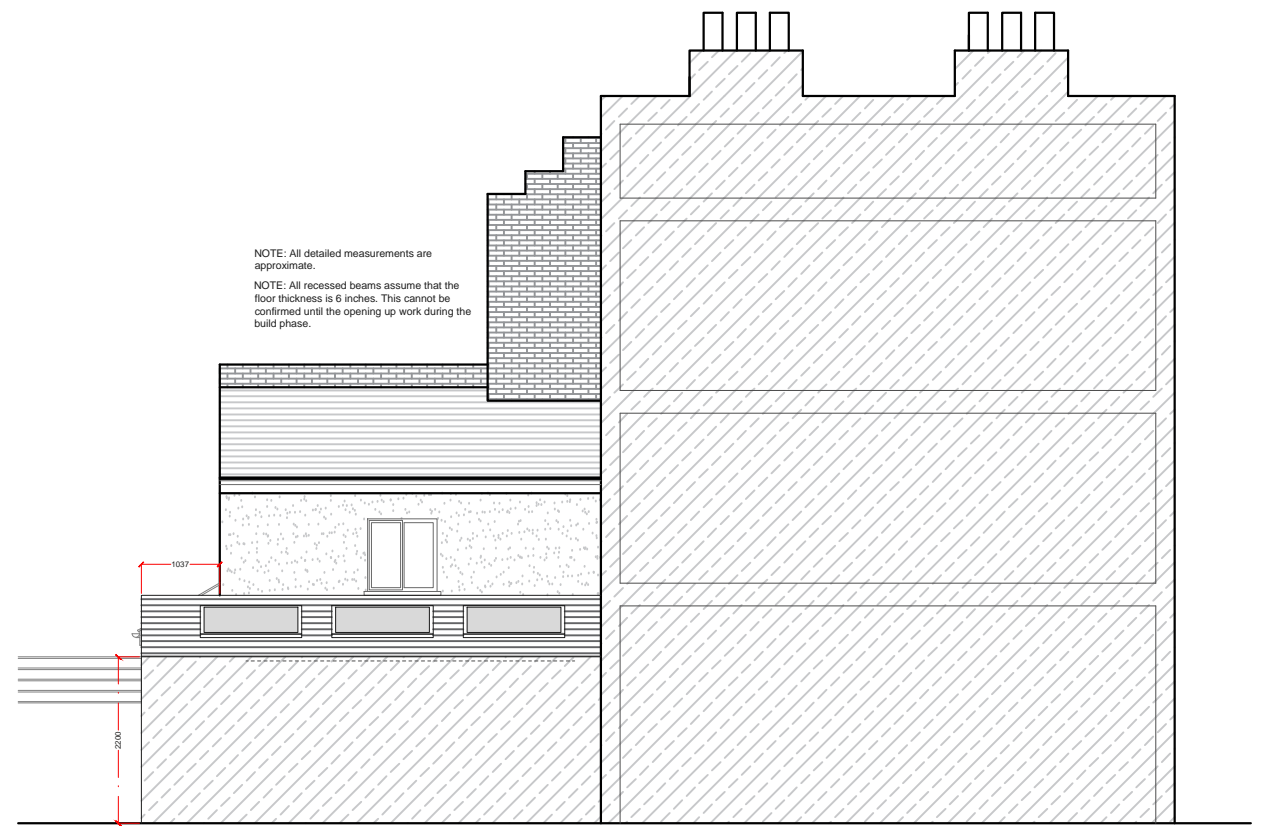 NOTE: All detailed measurements are
approximate.
NOTE: All recessed beams assume that the
floor thickness is 6 inches. This cannot be
confirmed until the opening up work during the
build phase.
1037
2200